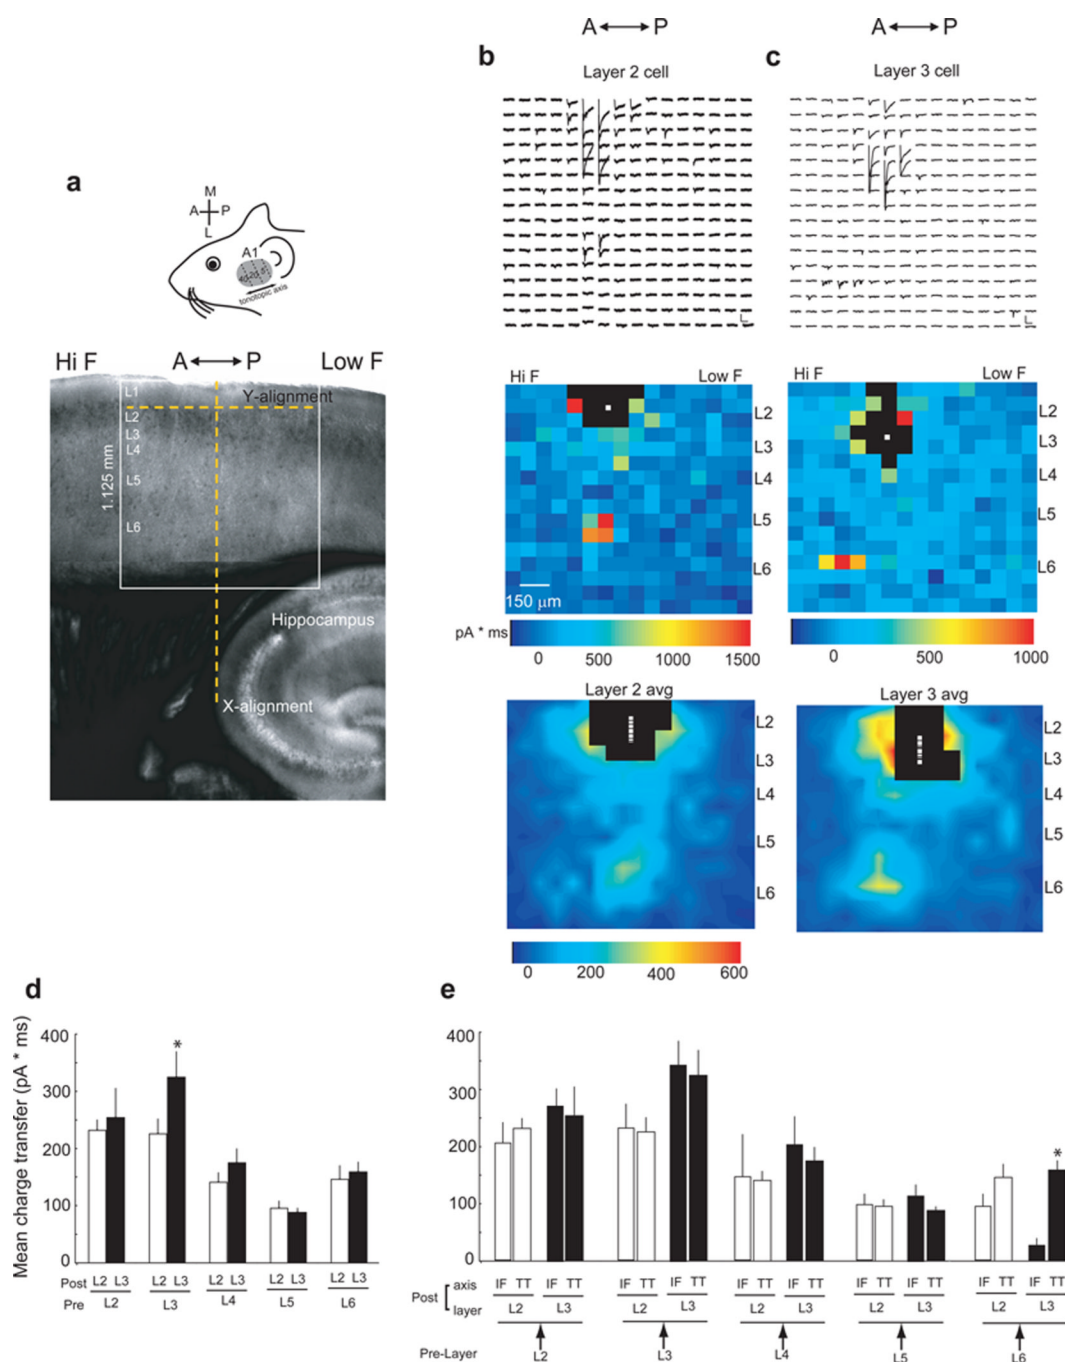 a
M
A P
L
A1
40 20 5
tonotopic axis
Hi F A P Low F
L1
Y-alignment
L2
L3
L4
L5
L6
1.125 mm
Hippocampus
X-alignment
A P
b
Layer 2 cell
Hi F Low F
L2
L3
L4
L5
L6
150 μm
pA * ms
0 500 1000 1500
Layer 2 avg
L2
L3
L4
L5
L6
0 200 400 600
A P
c
Layer 3 cell
Hi F Low F
L2
L3
L4
L5
L6
0 500 1000
Layer 3 avg
L2
L3
L4
L5
L6
d
Mean charge transfer (pA * ms)
400
300
200
100
0
*
Post L2 L3 L2 L3 L2 L3 L2 L3 L2 L3
Pre L2 L3 L4 L5 L6
e
400
300
200
100
0
*
Post [ axis IF TT IF TT IF TT IF TT IF TT IF TT IF TT IF TT IF TT IF TT
layer L2 L3 L2 L3 L2 L3 L2 L3 L2 L3
Pre-Layer L2 L3 L4 L5 L6